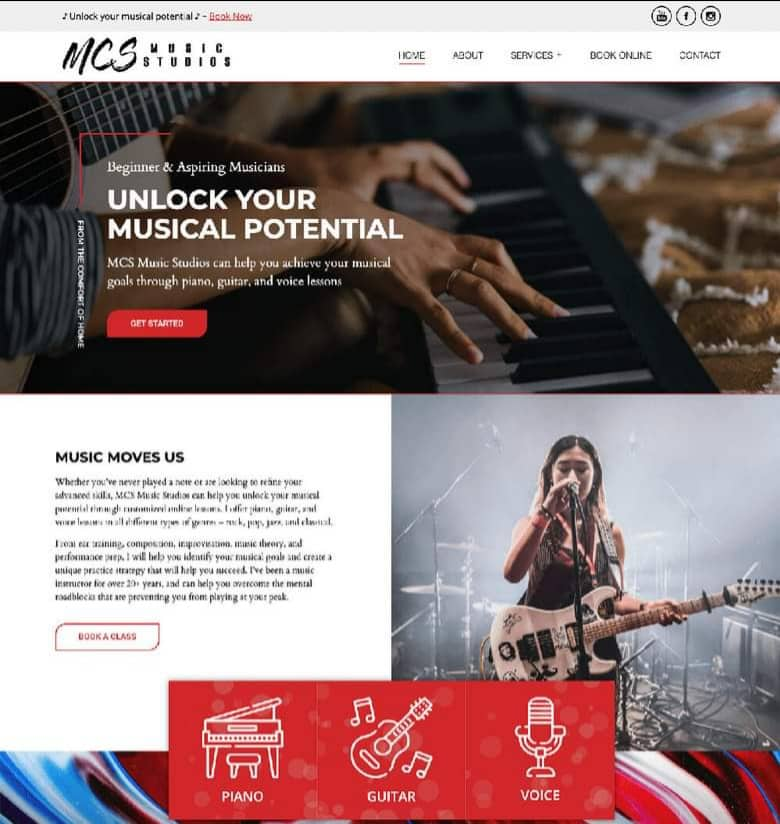 ♪ Unlock your musical potential ♪ – Book Now
MCS MUSIC STUDIOS
HOME ABOUT SERVICES BOOK ONLINE CONTACT
FROM THE COMFORT OF HOME
Beginner & Aspiring Musicians
UNLOCK YOUR
MUSICAL POTENTIAL
MCS Music Studios can help you achieve your musical
goals through piano, guitar, and voice lessons
GET STARTED
MUSIC MOVES US
Whether you've never played a note or are looking to refine your
advanced skills, MCS Music Studios can help you unlock your musical
potential through customized online lessons. I offer piano, guitar, and
voice lessons in all different types of genres – rock, pop, jazz, and classical.
From ear training, composition, improvisation, music theory, and
performance prep, I will help you identify your musical goals and create a
unique practice strategy that will help you succeed. I've been a music
instructor for over 20+ years, and can help you overcome the mental
roadblocks that are preventing you from playing at your peak.
BOOK A CLASS
PIANO GUITAR VOICE